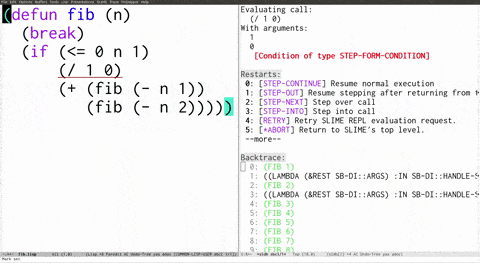 (defun fib (n)
(break)
(if (<= 0 n 1)
(/ 1 0)
(+ (fib (- n 1))
(fib (- n 2)))))
Evaluating call:
(/ 1 0)
With arguments:
1
0
[Condition of type STEP-FORM-CONDITION]
Restarts:
0: [STEP-CONTINUE] Resume normal execution
1: [STEP-OUT] Resume stepping after returning from
2: [STEP-NEXT] Step over call
3: [STEP-INTO] Step into call
4: [RETRY] Retry SLIME REPL evaluation request.
5: [*ABORT] Return to SLIME's top level.
--more--
Backtrace:
0: (FIB 1)
1: ((LAMBDA (&REST SB-DI::ARGS) :IN SB-DI::HANDLE-S
2: (FIB 2)
3: ((LAMBDA (&REST SB-DI::ARGS) :IN SB-DI::HANDLE-S
4: (FIB 3)
5: (FIB 4)
6: (FIB 5)
7: (FIB 6)
8: (FIB 7)
9: (FIB 8)
fib.lisp
Mark set